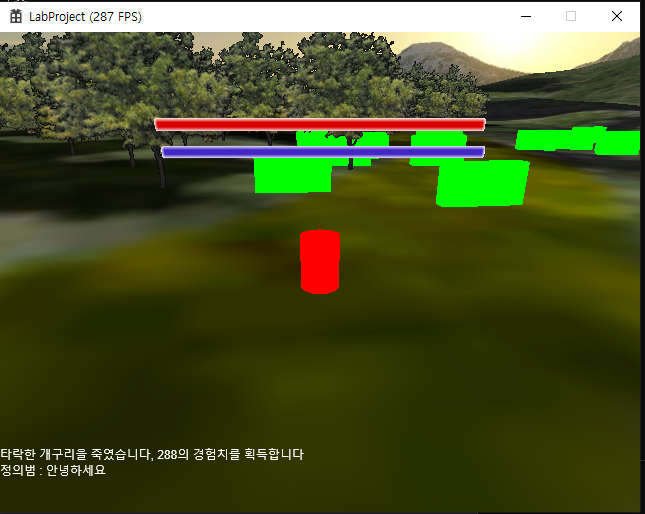 LabProject (287 FPS)
타락한 개구리을 죽였습니다, 288의 경험치를 획득합니다
정의범 : 안녕하세요